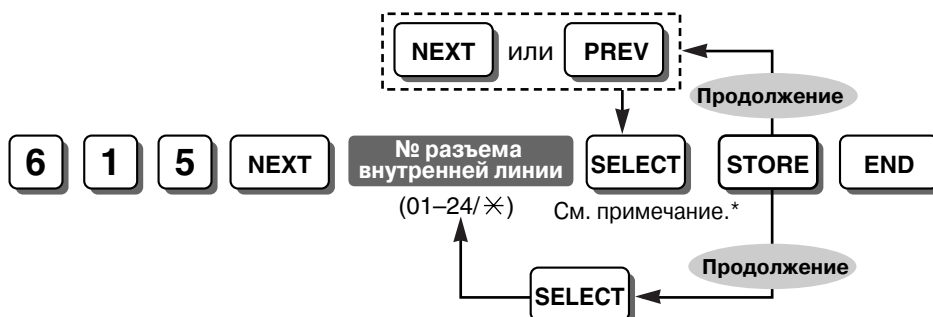 NEXT или PREV
Продолжение
6 1 5 NEXT № разъема внутренней линии SELECT STORE END
(01–24/✳) См. примечание.*
Продолжение
SELECT